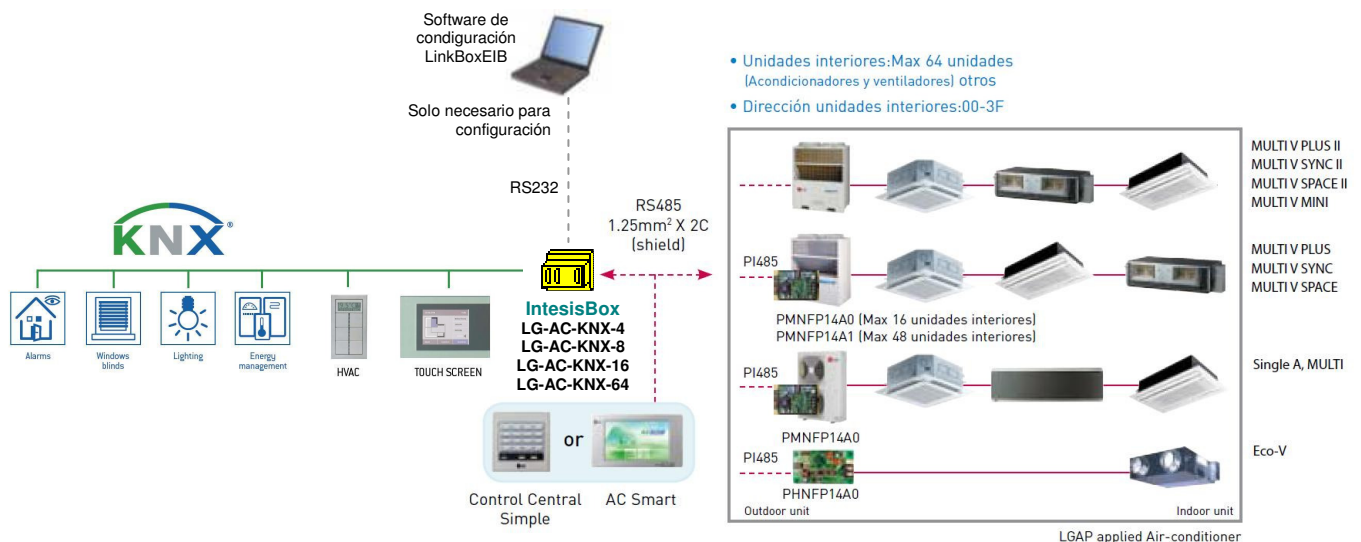 Software de
condiguración
LinkBoxEIB
Solo necesario para
configuración
RS232
• Unidades interiores:Max 64 unidades
(Acondicionadores y ventiladores) otros
• Dirección unidades interiores:00-3F
RS485
1.25mm² X 2C
(shield)
KNX®
Alarms
Windows
blinds
Lighting
Energy
management
HVAC
TOUCH SCREEN
IntesisBox
LG-AC-KNX-4
LG-AC-KNX-8
LG-AC-KNX-16
LG-AC-KNX-64
or
Control Central
Simple
AC Smart
MULTI V PLUS II
MULTI V SYNC II
MULTI V SPACE II
MULTI V MINI
PI485
MULTI V PLUS
MULTI V SYNC
MULTI V SPACE
PMNFP14A0 (Max 16 unidades interiores)
PMNFP14A1 (Max 48 unidades interiores)
PI485
Single A, MULTI
PMNFP14A0
PI485
Eco-V
PHNFP14A0
Outdoor unit
Indoor unit
LGAP applied Air-conditioner